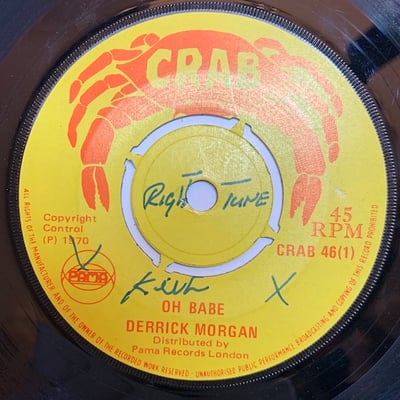 CRAB
RIGHT TUNE
Copyright
Control
(P) 1970
45
RPM
CRAB 46(1)
PAMA
X
Keith
X
OH BABE
DERRICK MORGAN
Distributed by
Pama Records London
ALL RIGHTS OF THE MANUFACTURER AND OF THE OWNER OF THE RECORDED WORK RESERVED - UNAUTHORISED PUBLIC PERFORMANCE BROADCASTING AND COPYING OF THIS RECORD PROHIBITED